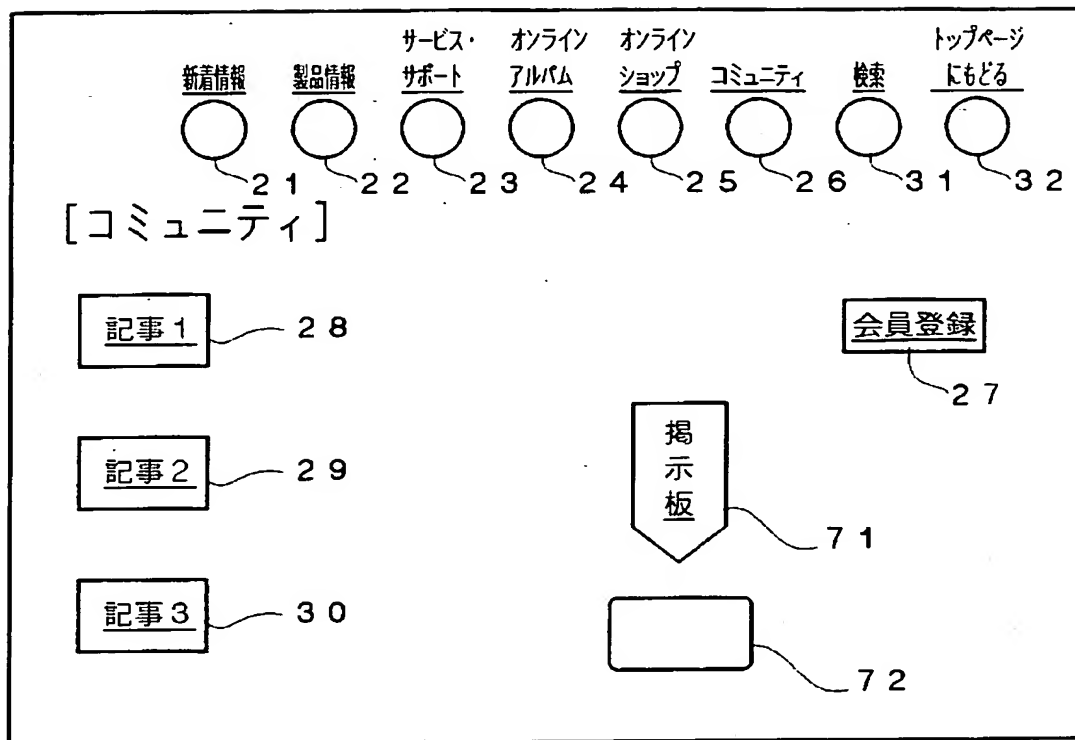 サービス・ オンライン オンライン トップページ
新着情報 製品情報 サポート アルバム ショップ コミュニティ 検索 にもどる
21 22 23 24 25 26 31 32
[コミュニティ]
記事1 28
会員登録
27
掲
示
板
記事2 29
71
記事3 30
72